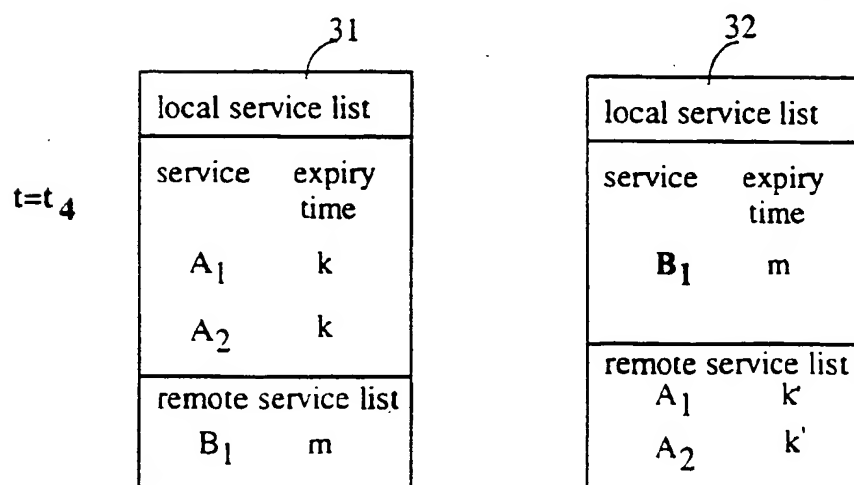 31
local service list
t=t4
service expiry
time
A1 k
A2 k
remote service list
B1 m
32
local service list
service expiry
time
B1 m
remote service list
A1 k'
A2 k'